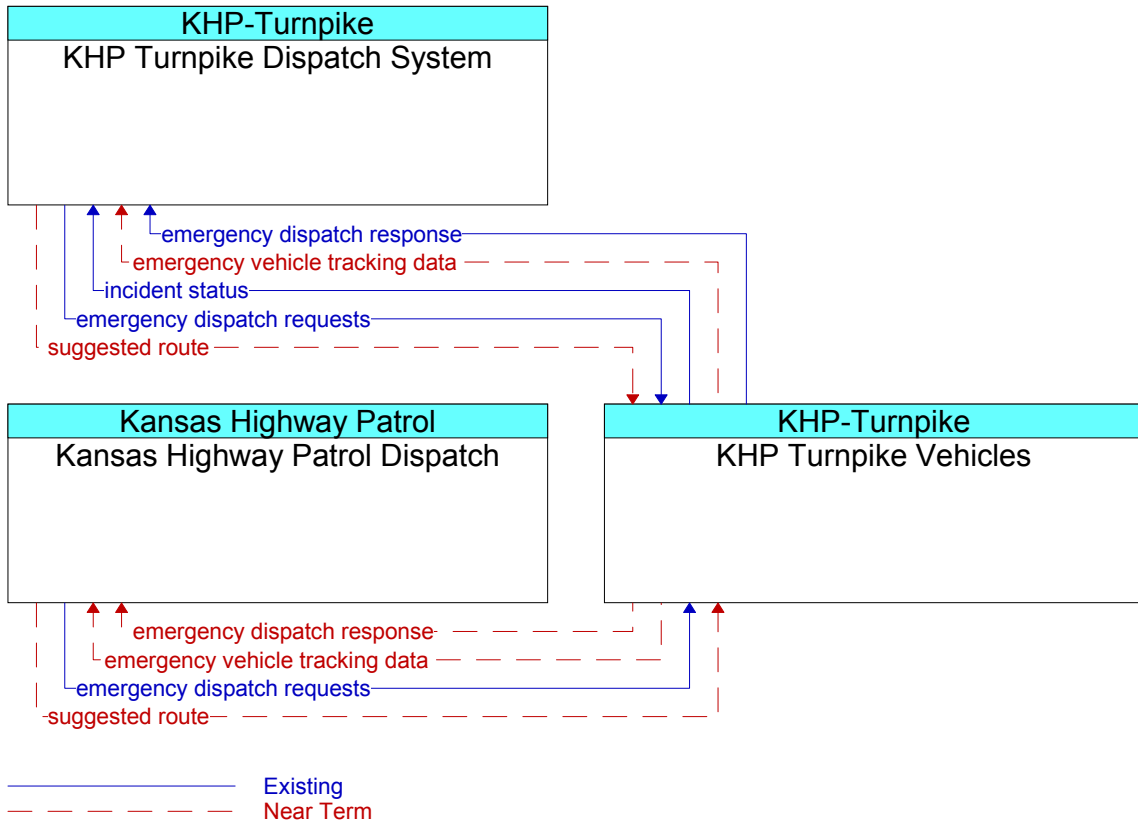 KHP-Turnpike
KHP Turnpike Dispatch System
emergency dispatch response
emergency vehicle tracking data
incident status
emergency dispatch requests
suggested route
Kansas Highway Patrol
Kansas Highway Patrol Dispatch
KHP-Turnpike
KHP Turnpike Vehicles
emergency dispatch response
emergency vehicle tracking data
emergency dispatch requests
suggested route
Existing
Near Term